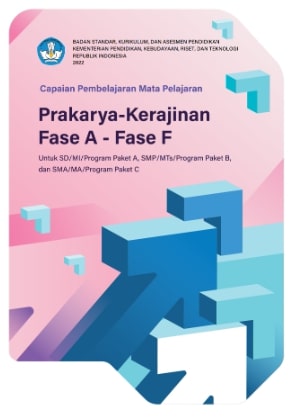 BADAN STANDAR, KURIKULUM, DAN ASESMEN PENDIDIKAN
KEMENTERIAN PENDIDIKAN, KEBUDAYAAN, RISET, DAN TEKNOLOGI
REPUBLIK INDONESIA
2022
Capaian Pembelajaran Mata Pelajaran
Prakarya-Kerajinan
Fase A - Fase F
Untuk SD/MI/Program Paket A, SMP/MTs/Program Paket B,
dan SMA/MA/Program Paket C